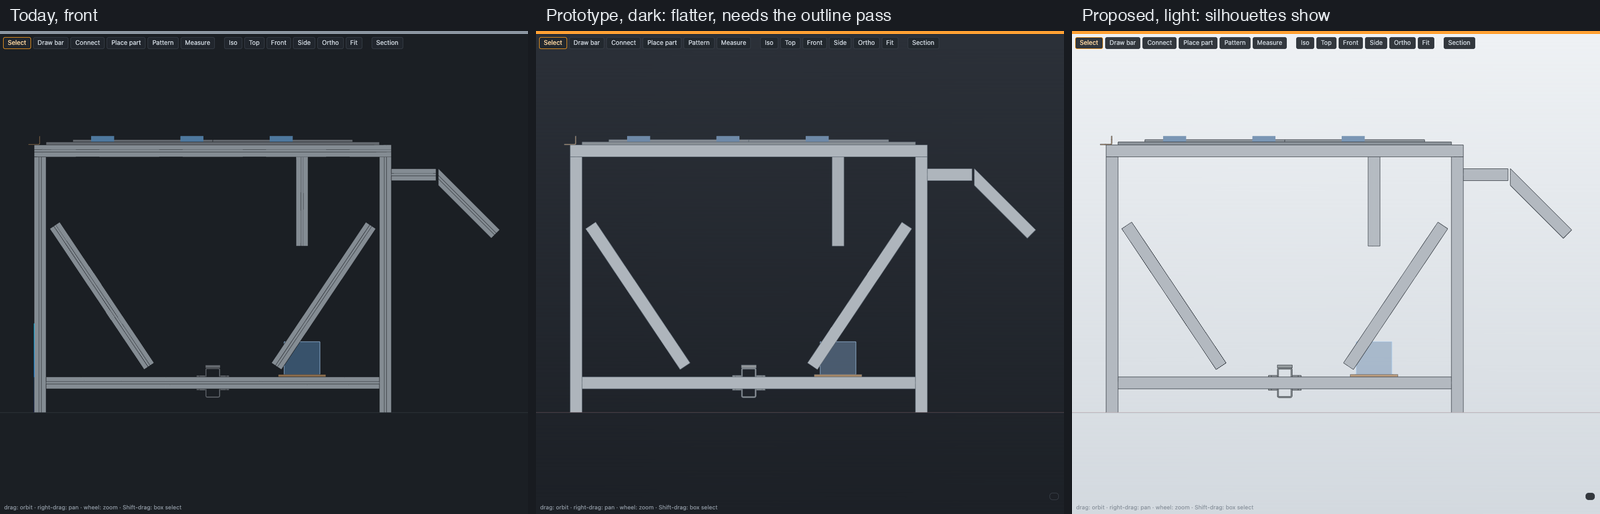 Today, front
Select Draw bar Connect Place part Pattern Measure Iso Top Front Side Ortho Fit Section
drag: orbit · right-drag: pan · wheel: zoom · Shift-drag: box select
Prototype, dark: flatter, needs the outline pass
Select Draw bar Connect Place part Pattern Measure Iso Top Front Side Ortho Fit Section
drag: orbit · right-drag: pan · wheel: zoom · Shift-drag: box select
Proposed, light: silhouettes show
Select Draw bar Connect Place part Pattern Measure Iso Top Front Side Ortho Fit Section
drag: orbit · right-drag: pan · wheel: zoom · Shift-drag: box select